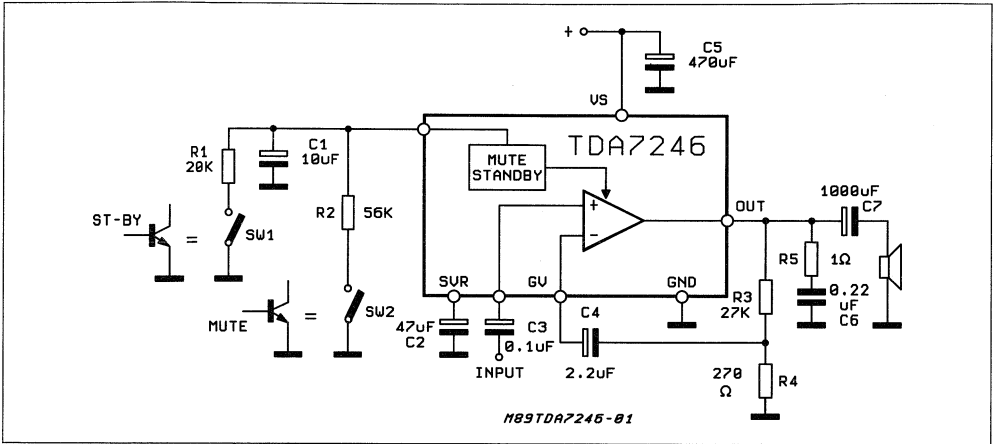 +
C5
470uF
VS
TDA7246
MUTE
STANDBY
R1
20K
C1
10uF
R2
56K
ST-BY
=
SW1
MUTE
=
SW2
+
−
OUT
1000uF
C7
R5
1Ω
0.22
uF
C6
R3
27K
SVR
GV
GND
47uF
C2
C3
0.1uF
INPUT
C4
2.2uF
270
Ω
R4
M89TDA7246-01